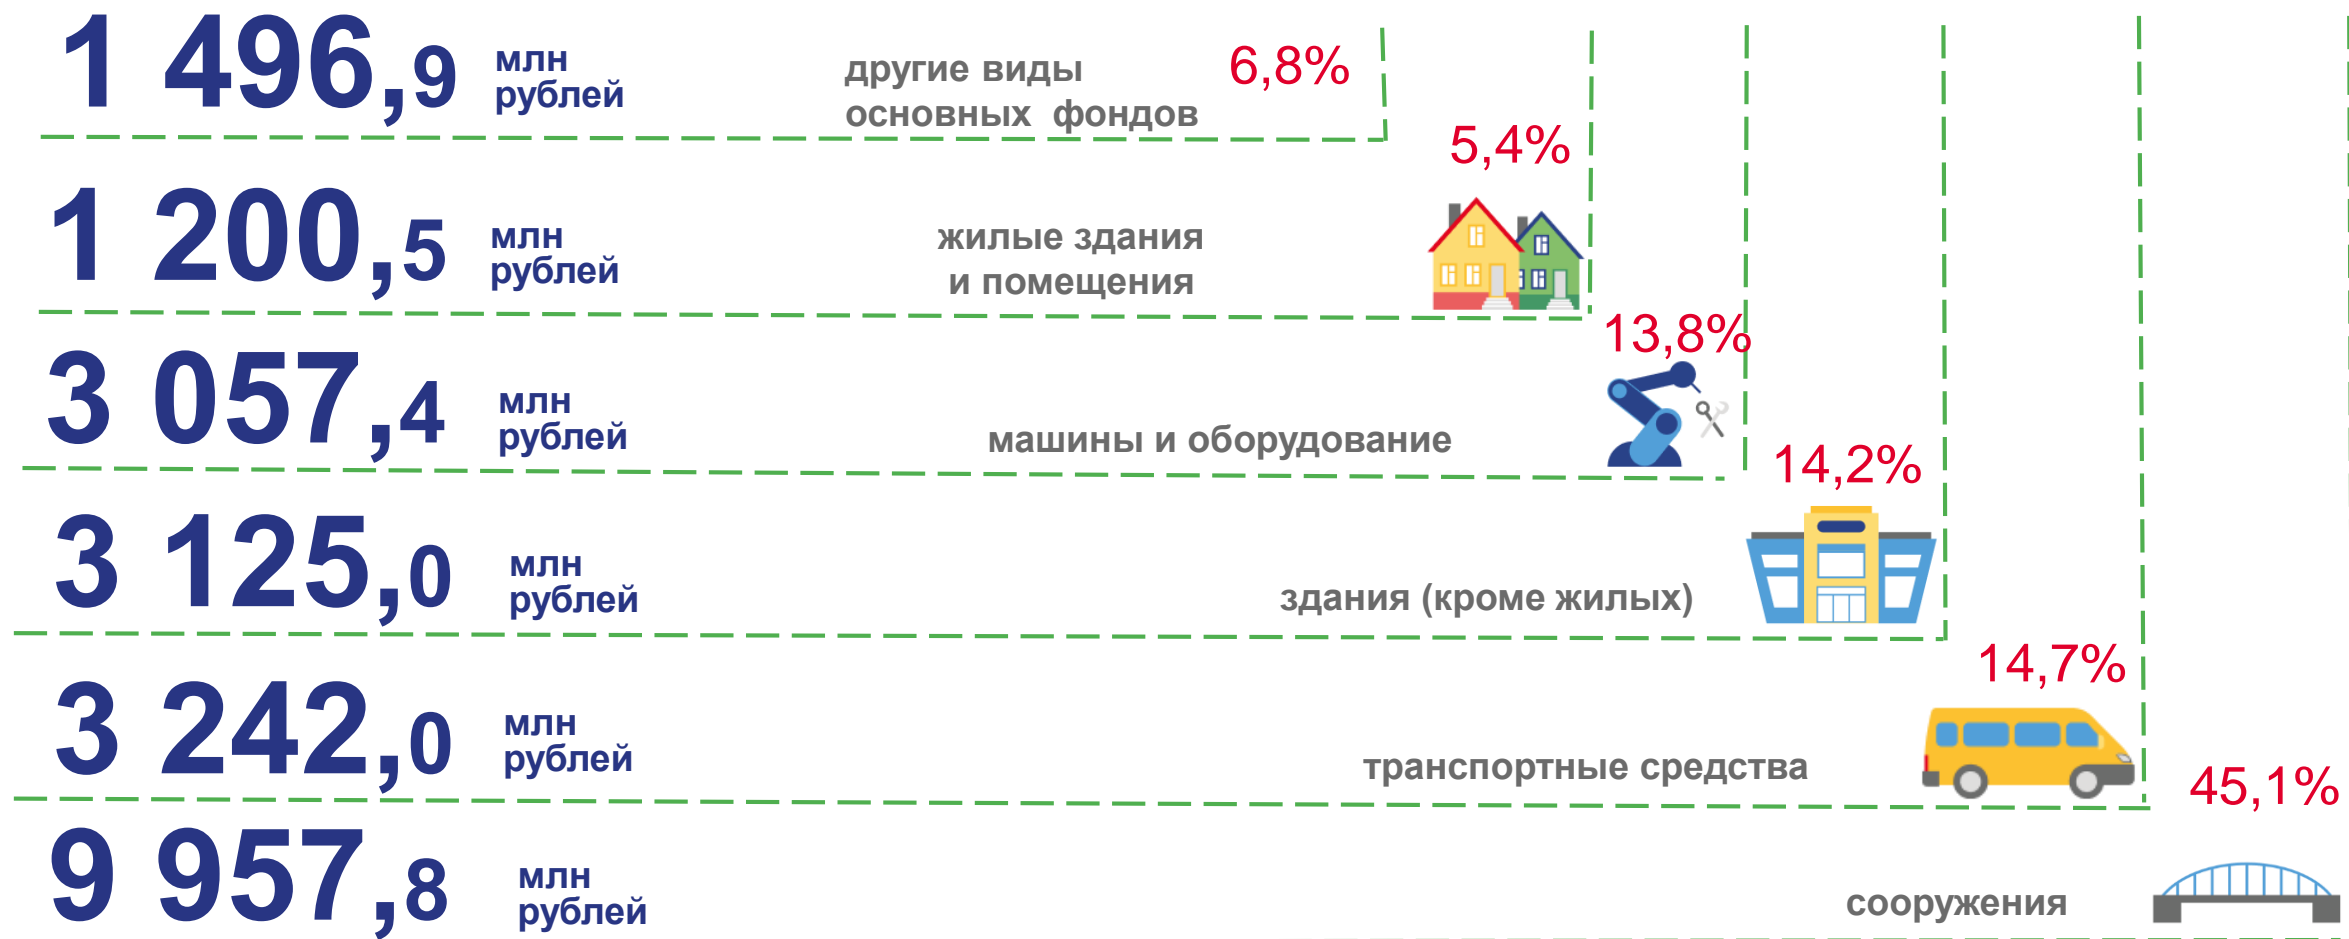 1 496,9 млн рублей
другие виды
основных фондов
6,8%
1 200,5 млн рублей
жилые здания
и помещения
5,4%
3 057,4 млн рублей
машины и оборудование
13,8%
3 125,0 млн рублей
здания (кроме жилых)
14,2%
3 242,0 млн рублей
транспортные средства
14,7%
9 957,8 млн рублей
сооружения
45,1%